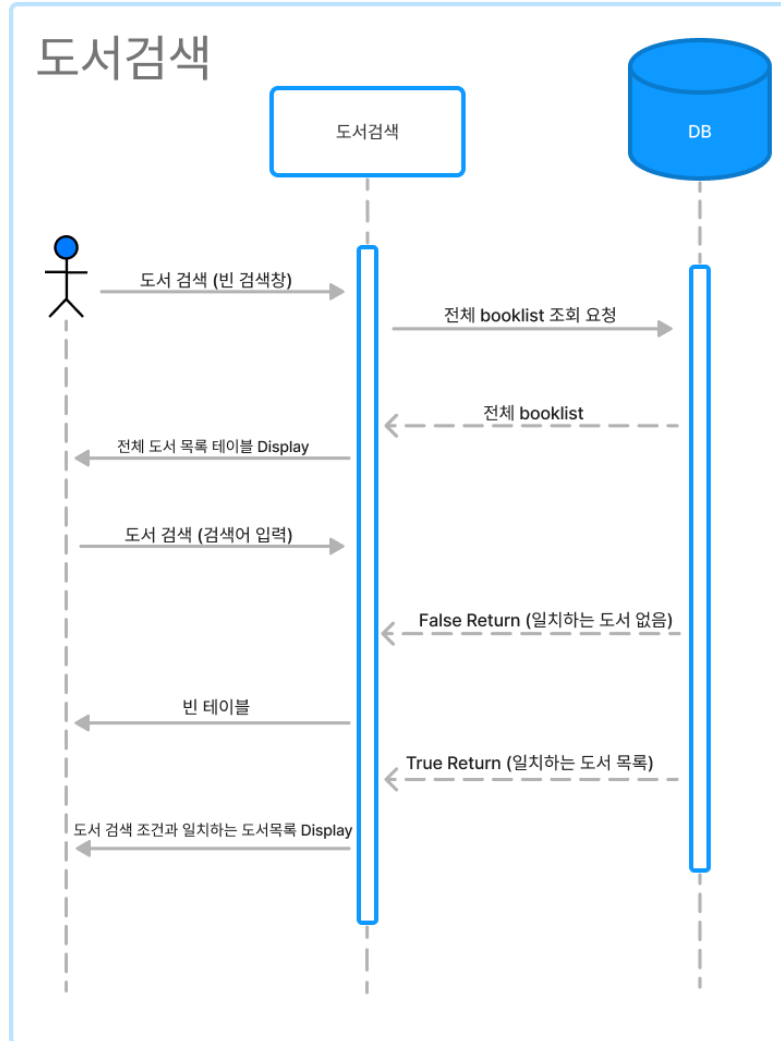 도서검색
도서검색
DB
도서 검색 (빈 검색창)
전체 booklist 조회 요청
전체 booklist
전체 도서 목록 테이블 Display
도서 검색 (검색어 입력)
False Return (일치하는 도서 없음)
빈 테이블
True Return (일치하는 도서 목록)
도서 검색 조건과 일치하는 도서목록 Display